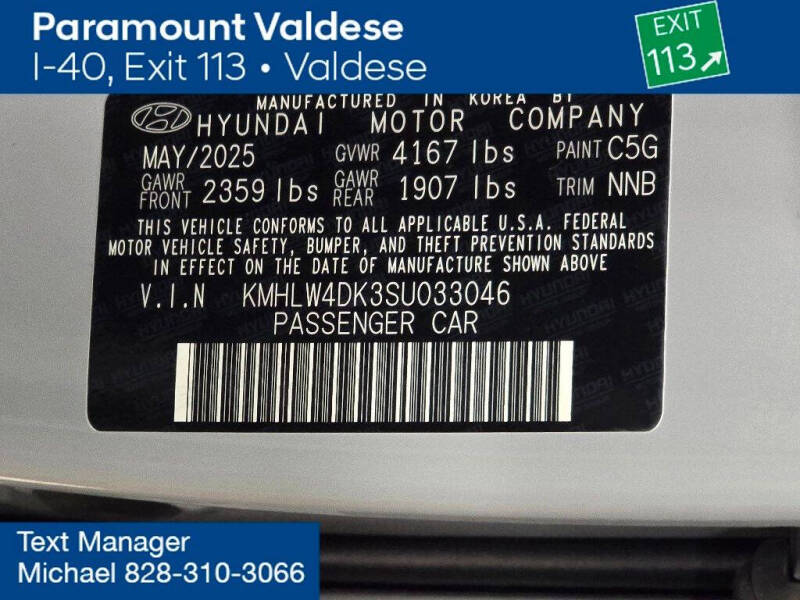 Paramount Valdese
I-40, Exit 113 • Valdese
EXIT
113
MANUFACTURED IN KOREA BY
HYUNDAI MOTOR COMPANY
MAY/2025 GVWR 4167 lbs PAINT C5G
GAWR FRONT 2359 lbs GAWR REAR 1907 lbs TRIM NNB
THIS VEHICLE CONFORMS TO ALL APPLICABLE U.S.A. FEDERAL
MOTOR VEHICLE SAFETY, BUMPER, AND THEFT PREVENTION STANDARDS
IN EFFECT ON THE DATE OF MANUFACTURE SHOWN ABOVE
V.I.N KMHLW4DK3SU033046
PASSENGER CAR
Text Manager
Michael 828-310-3066